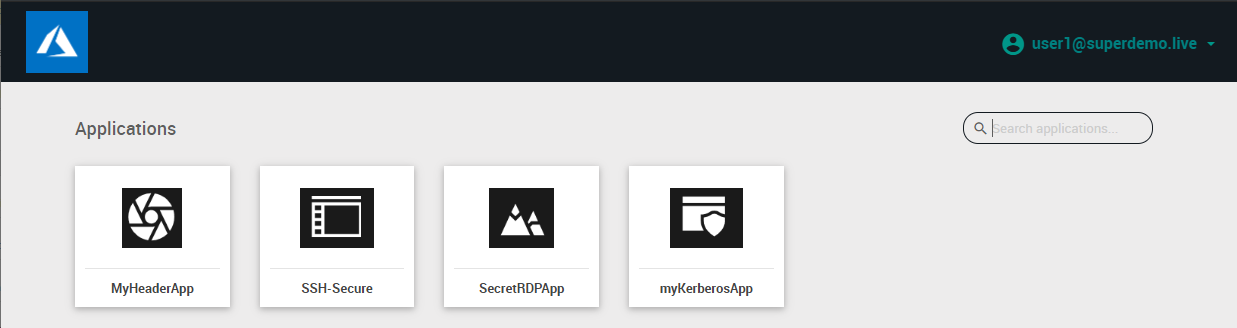 user1@superdemo.live
Applications
Search applications...
MyHeaderApp
SSH-Secure
SecretRDPApp
myKerberosApp